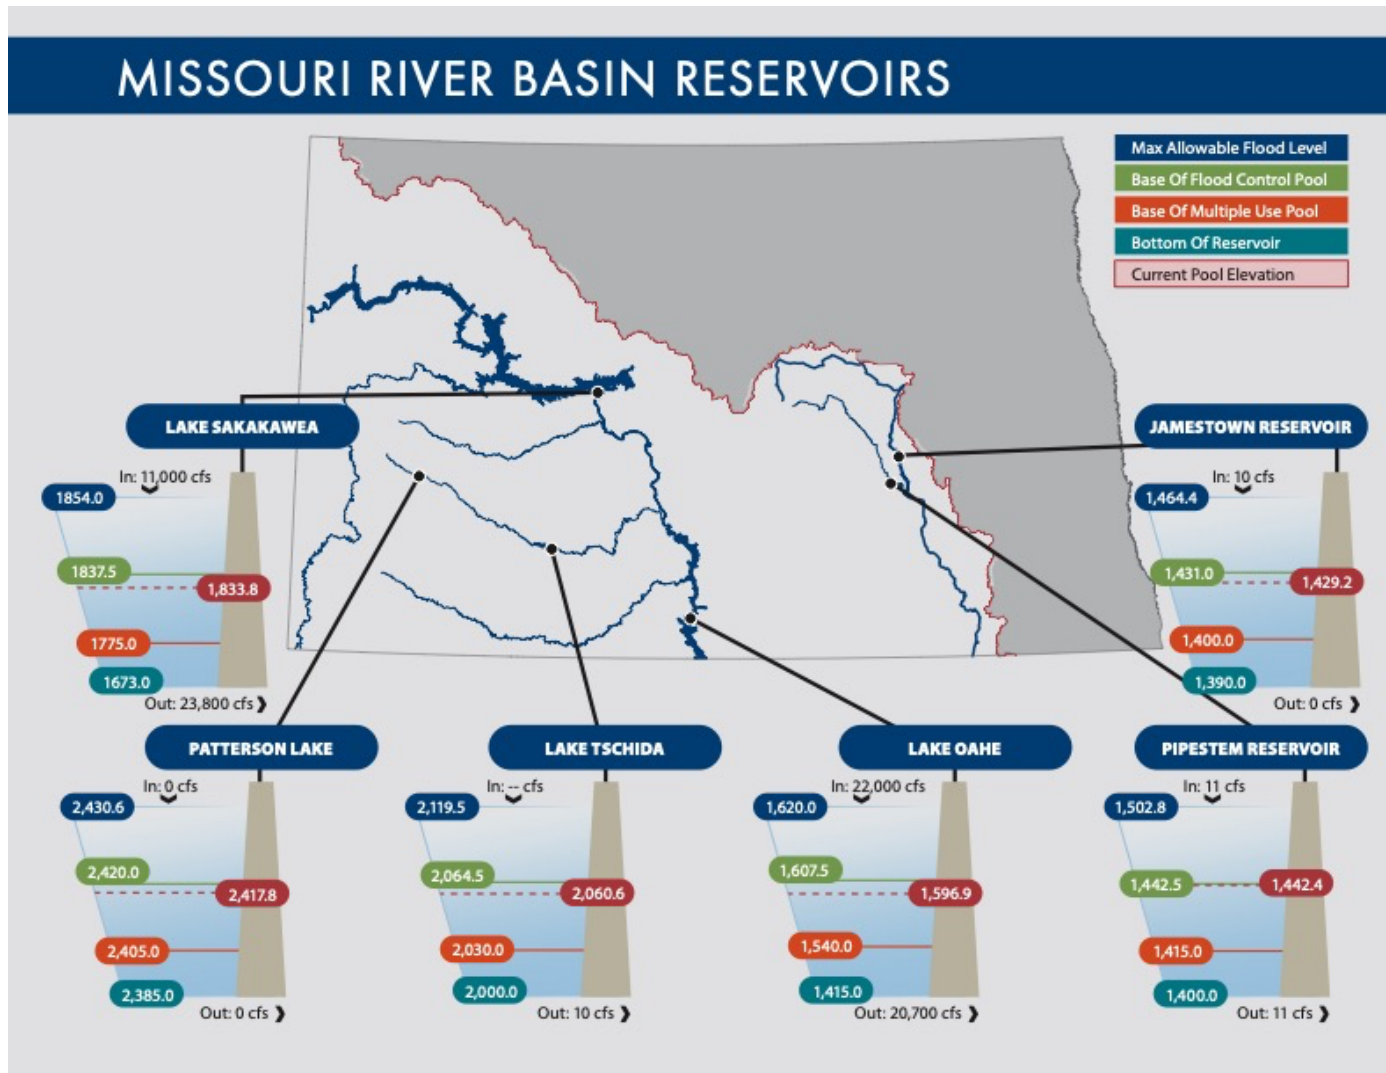 MISSOURI RIVER BASIN RESERVOIRS
Max Allowable Flood Level
Base Of Flood Control Pool
Base Of Multiple Use Pool
Bottom Of Reservoir
Current Pool Elevation
LAKE SAKAKAWEA
In: 11,000 cfs
1854.0
1837.5
1,833.8
1775.0
1673.0
Out: 23,800 cfs
JAMESTOWN RESERVOIR
In: 10 cfs
1,464.4
1,431.0
1,429.2
1,400.0
1,390.0
Out: 0 cfs
PATTERSON LAKE
In: 0 cfs
2,430.6
2,420.0
2,417.8
2,405.0
2,385.0
Out: 0 cfs
LAKE TSCHIDA
In: -- cfs
2,119.5
2,064.5
2,060.6
2,030.0
2,000.0
Out: 10 cfs
LAKE OAHE
In: 22,000 cfs
1,620.0
1,607.5
1,596.9
1,540.0
1,415.0
Out: 20,700 cfs
PIPESTEM RESERVOIR
In: 11 cfs
1,502.8
1,442.5
1,442.4
1,415.0
1,400.0
Out: 11 cfs